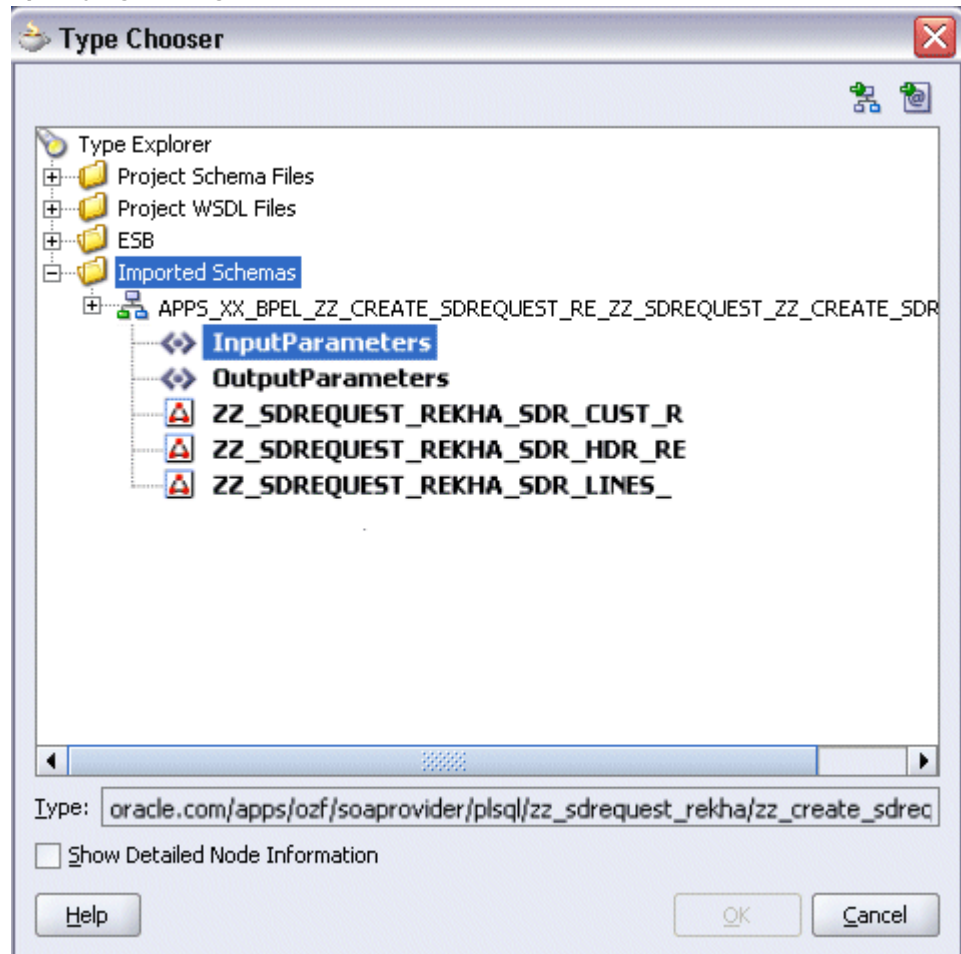 Type Chooser
Type Explorer
Project Schema Files
Project WSDL Files
ESB
Imported Schemas
APPS_XX_BPEL_ZZ_CREATE_SDREQUEST_RE_ZZ_SDREQUEST_ZZ_CREATE_SDR
InputParameters
OutputParameters
ZZ_SDREQUEST_REKHA_SDR_CUST_R
ZZ_SDREQUEST_REKHA_SDR_HDR_RE
ZZ_SDREQUEST_REKHA_SDR_LINES_
Type: oracle.com/apps/ozf/soaprovider/plsql/zz_sdrequest_rekha/zz_create_sdreq
Show Detailed Node Information
Help OK Cancel